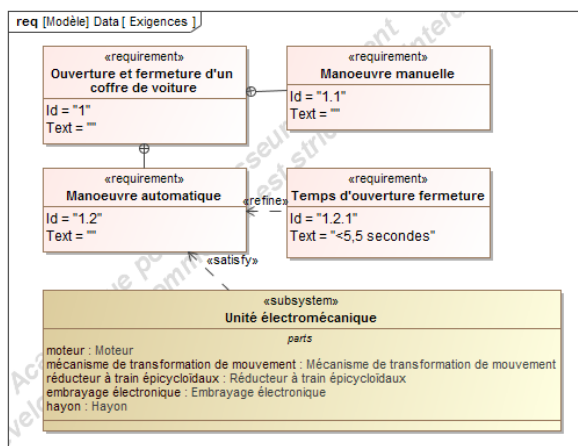 req [Modèle] Data [ Exigences ]
«requirement»
Ouverture et fermeture d'un
coffre de voiture
Id = "1"
Text = ""
«requirement»
Manoeuvre manuelle
Id = "1.1"
Text = ""
«requirement»
Manoeuvre automatique
Id = "1.2"
Text = ""
«refine»
«requirement»
Temps d'ouverture fermeture
Id = "1.2.1"
Text = "<5,5 secondes"
«satisfy»
«subsystem»
Unité électromécanique
parts
moteur : Moteur
mécanisme de transformation de mouvement : Mécanisme de transformation de mouvement
réducteur à train épicycloïdaux : Réducteur à train épicycloïdaux
embrayage électronique : Embrayage électronique
hayon : Hayon